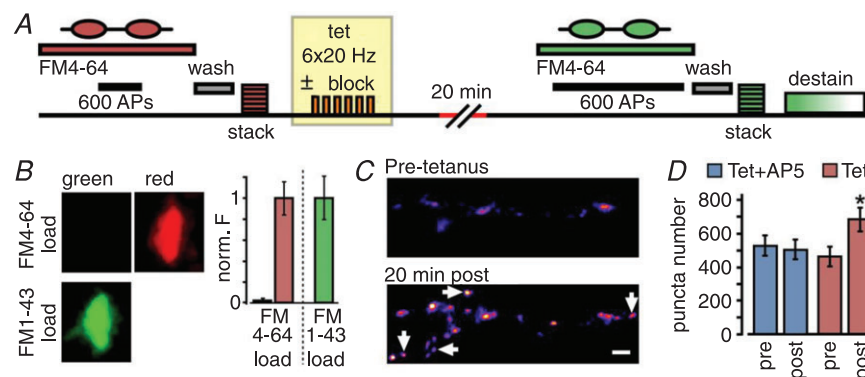 A
FM4-64
600 APs
wash
stack
tet
6x20 Hz
± block
20 min
FM4-64
600 APs
wash
stack
destain
B
green red
FM4-64
load
FM1-43
load
norm. F
1
0
FM
4-64
load
FM
1-43
load
C
Pre-tetanus
20 min post
D
Tet+AP5
Tet
puncta number
800
600
400
200
0
*
pre
post
pre
post